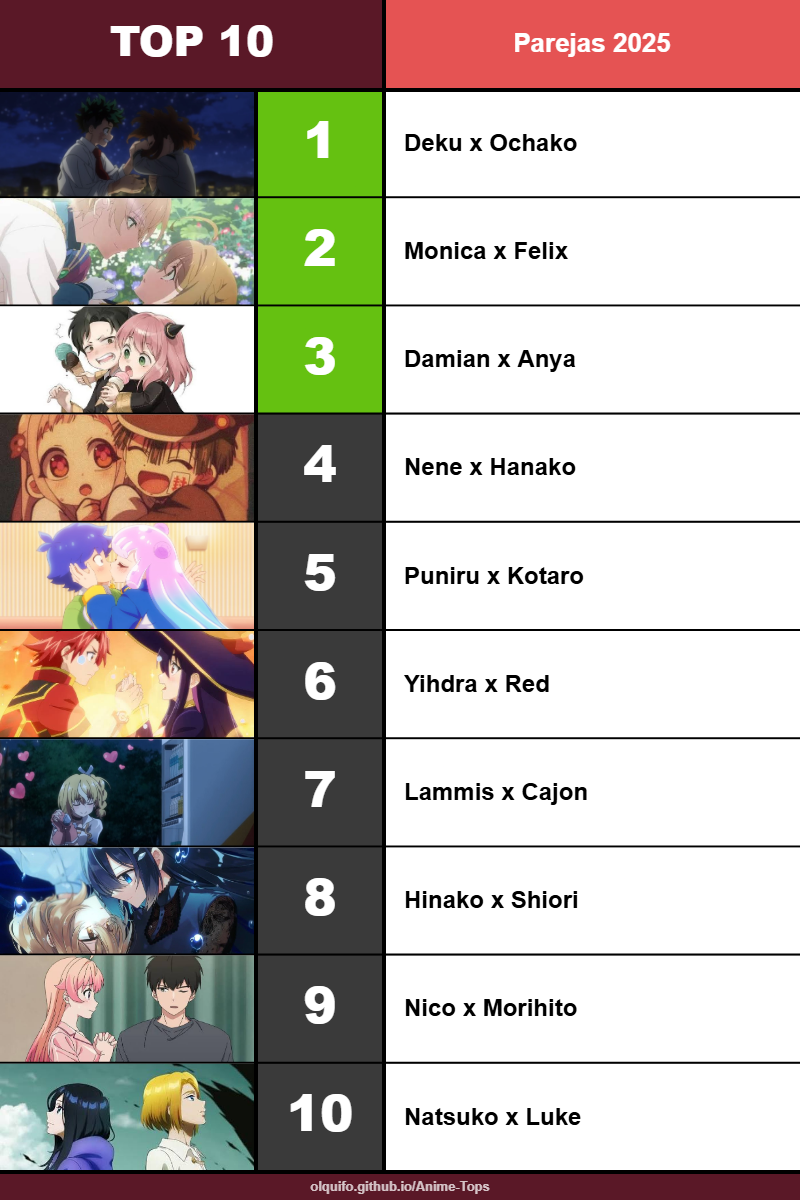 TOP 10
Parejas 2025
1
Deku x Ochako
2
Monica x Felix
3
Damian x Anya
4
Nene x Hanako
5
Puniru x Kotaro
6
Yihdra x Red
7
Lammis x Cajon
8
Hinako x Shiori
9
Nico x Morihito
10
Natsuko x Luke
olquifo.github.io/Anime-Tops